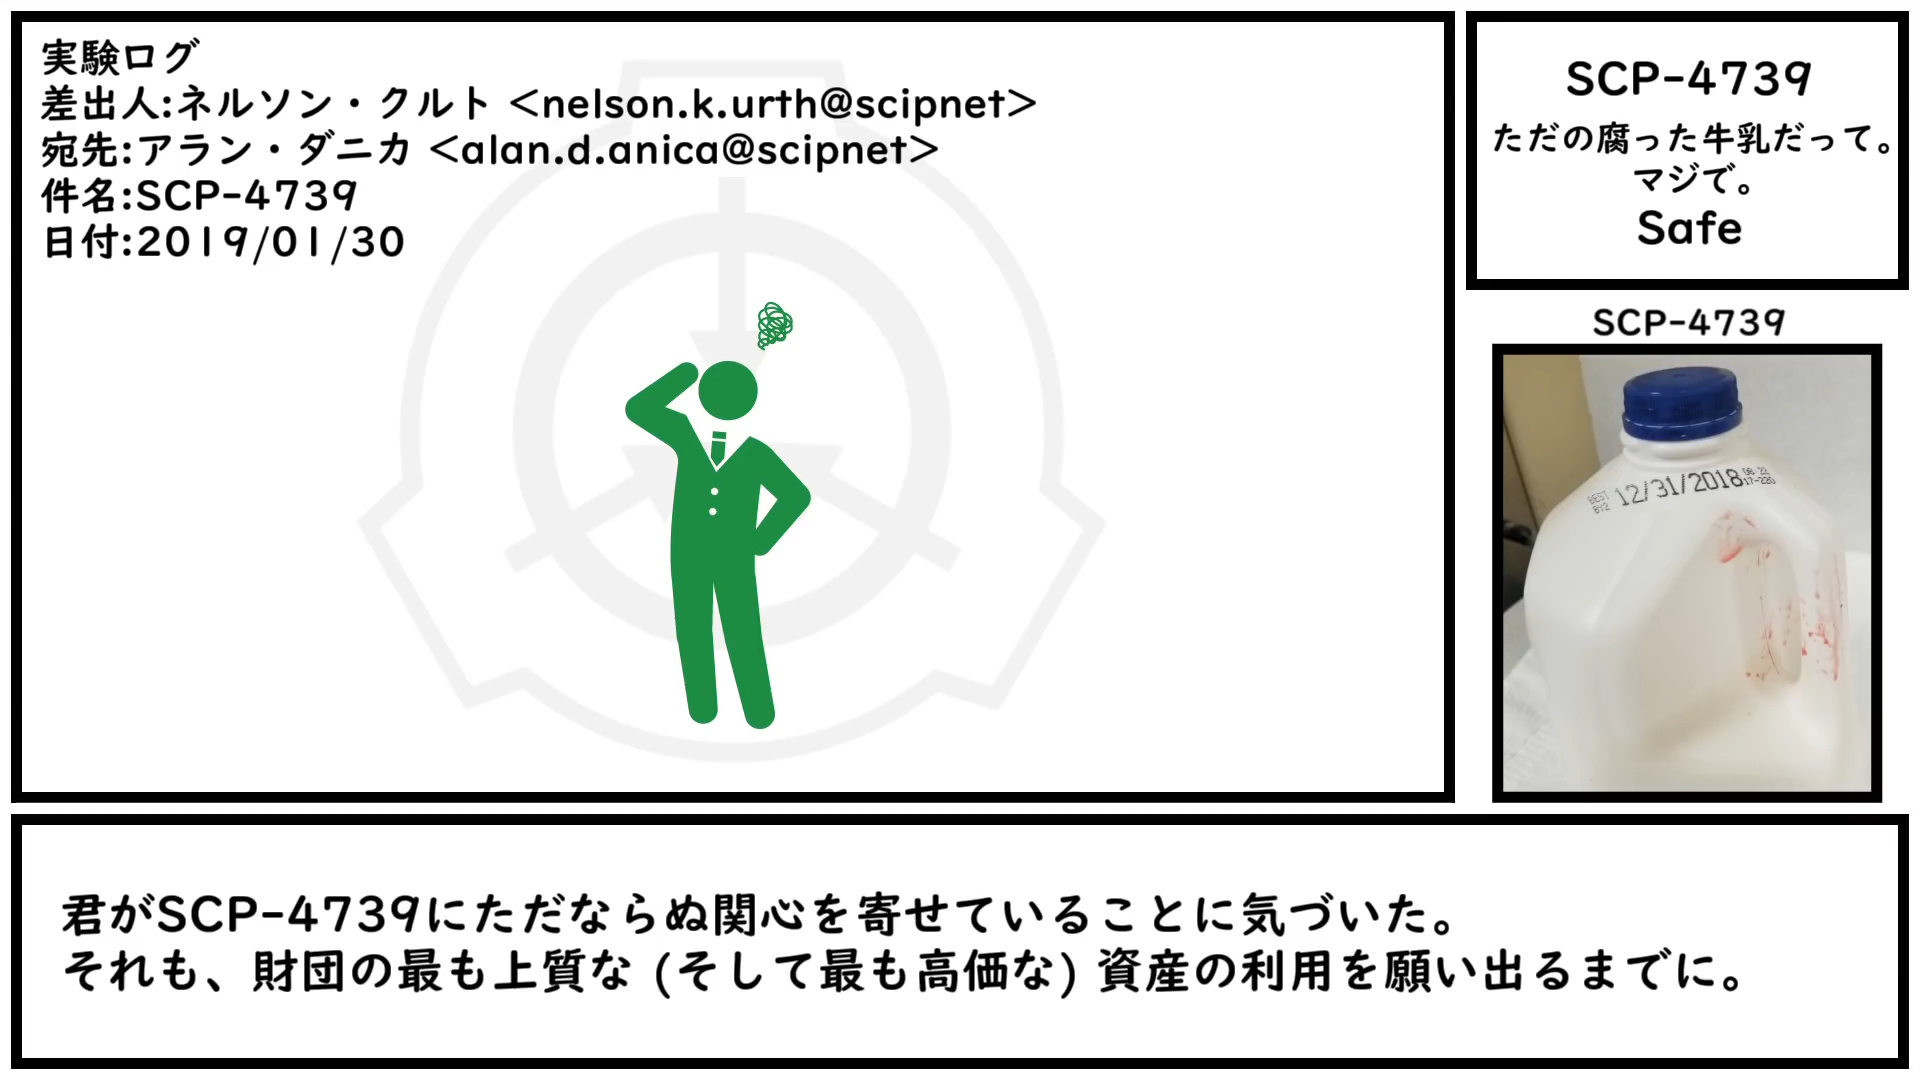 実験ログ
差出人:ネルソン・クルト <nelson.k.urth@scipnet>
宛先:アラン・ダニカ <alan.d.anica@scipnet>
件名:SCP-4739
日付:2019/01/30
SCP-4739
ただの腐った牛乳だって。
マジで。
Safe
SCP-4739
BEST
BY2
12/31/2018
君がSCP-4739にただならぬ関心を寄せていることに気づいた。
それも、財団の最も上質な (そして最も高価な) 資産の利用を願い出るまでに。